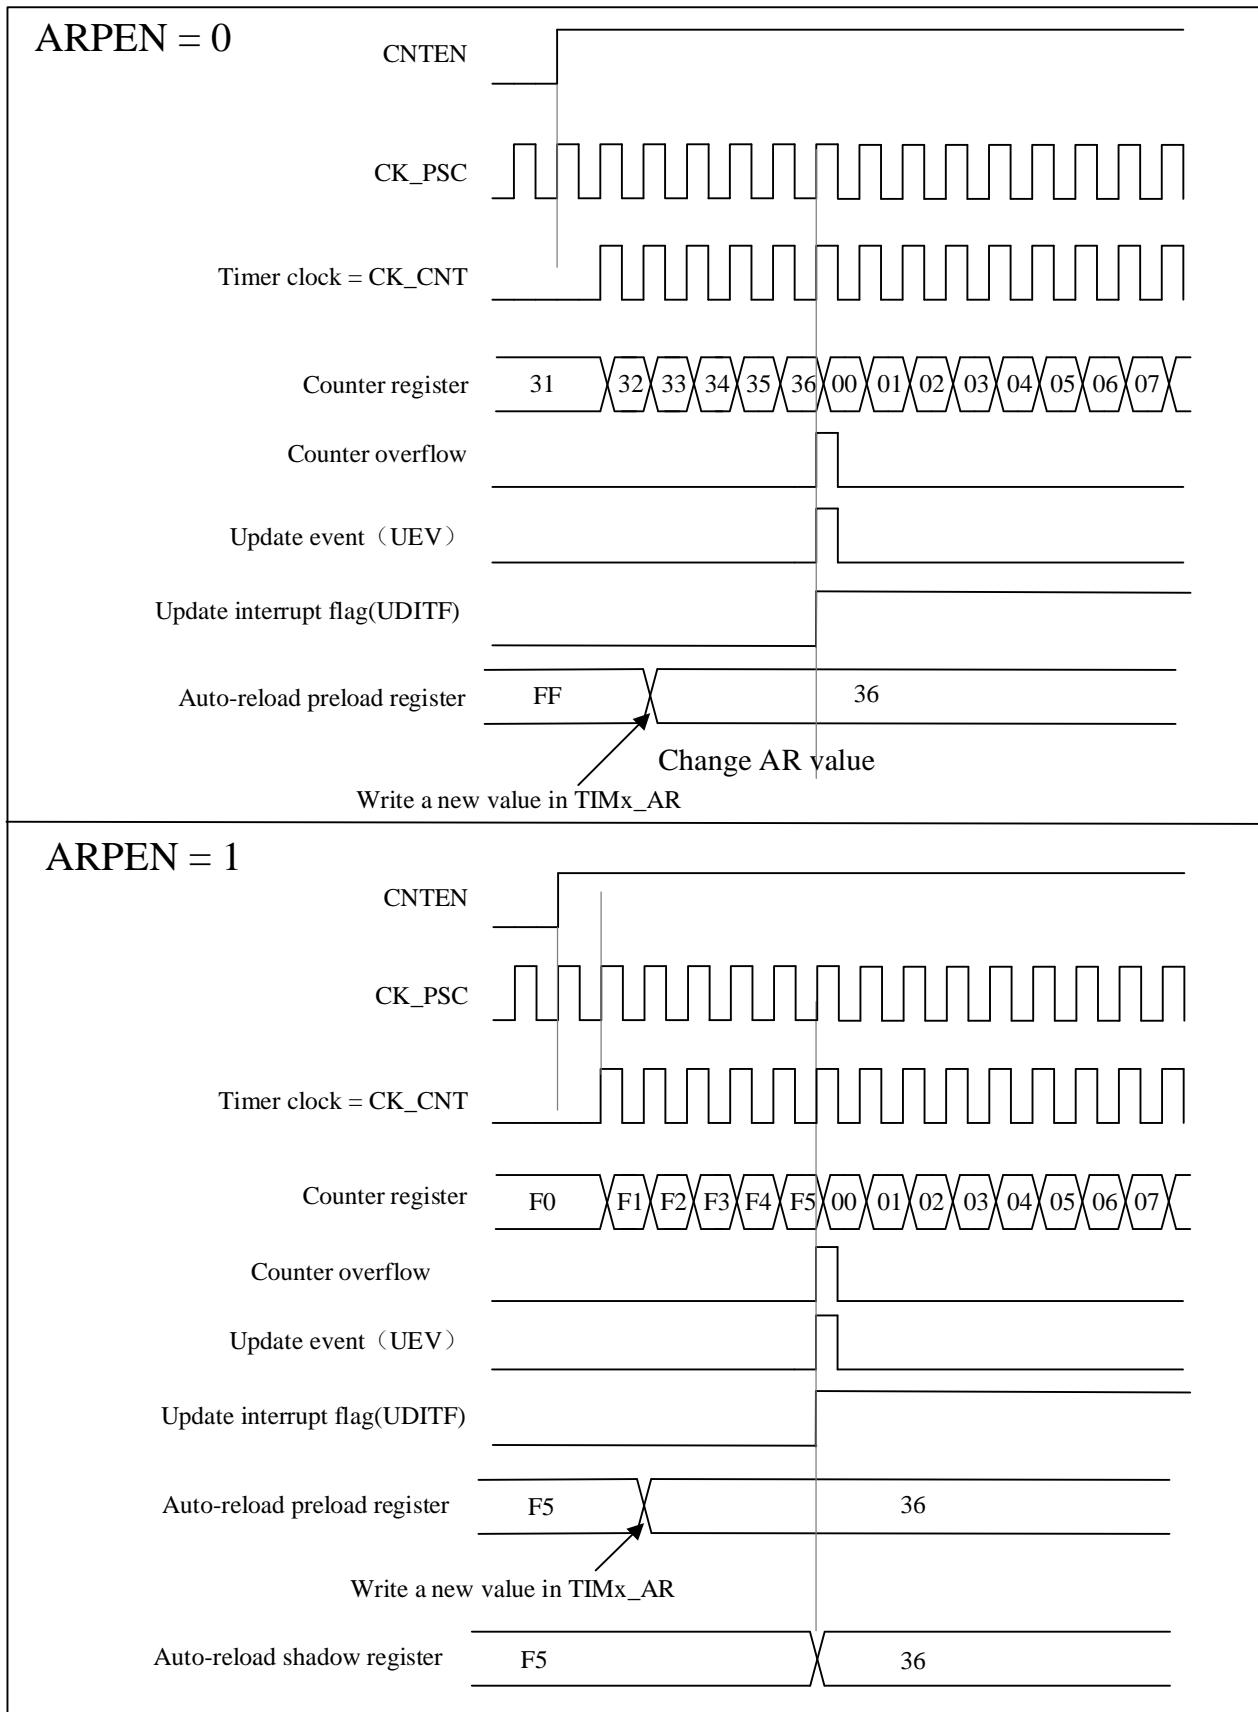 ARPEN = 0
CNTEN
CK_PSC
Timer clock = CK_CNT
Counter register 31 32 33 34 35 36 00 01 02 03 04 05 06 07
Counter overflow
Update event（UEV）
Update interrupt flag(UDITF)
Auto-reload preload register FF 36
Change AR value
Write a new value in TIMx_AR
ARPEN = 1
CNTEN
CK_PSC
Timer clock = CK_CNT
Counter register F0 F1 F2 F3 F4 F5 00 01 02 03 04 05 06 07
Counter overflow
Update event（UEV）
Update interrupt flag(UDITF)
Auto-reload preload register F5 36
Write a new value in TIMx_AR
Auto-reload shadow register F5 36